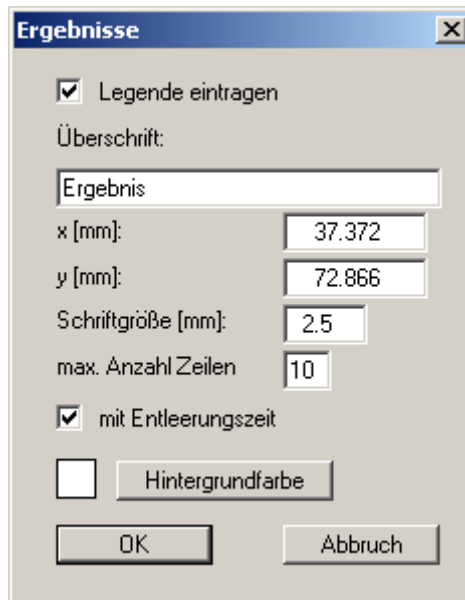 Ergebnisse
Legende eintragen
Überschrift:
Ergebnis
x [mm]: 37.372
y [mm]: 72.866
Schriftgröße [mm]: 2.5
max. Anzahl Zeilen 10
mit Entleerungszeit
Hintergrundfarbe
OK Abbruch